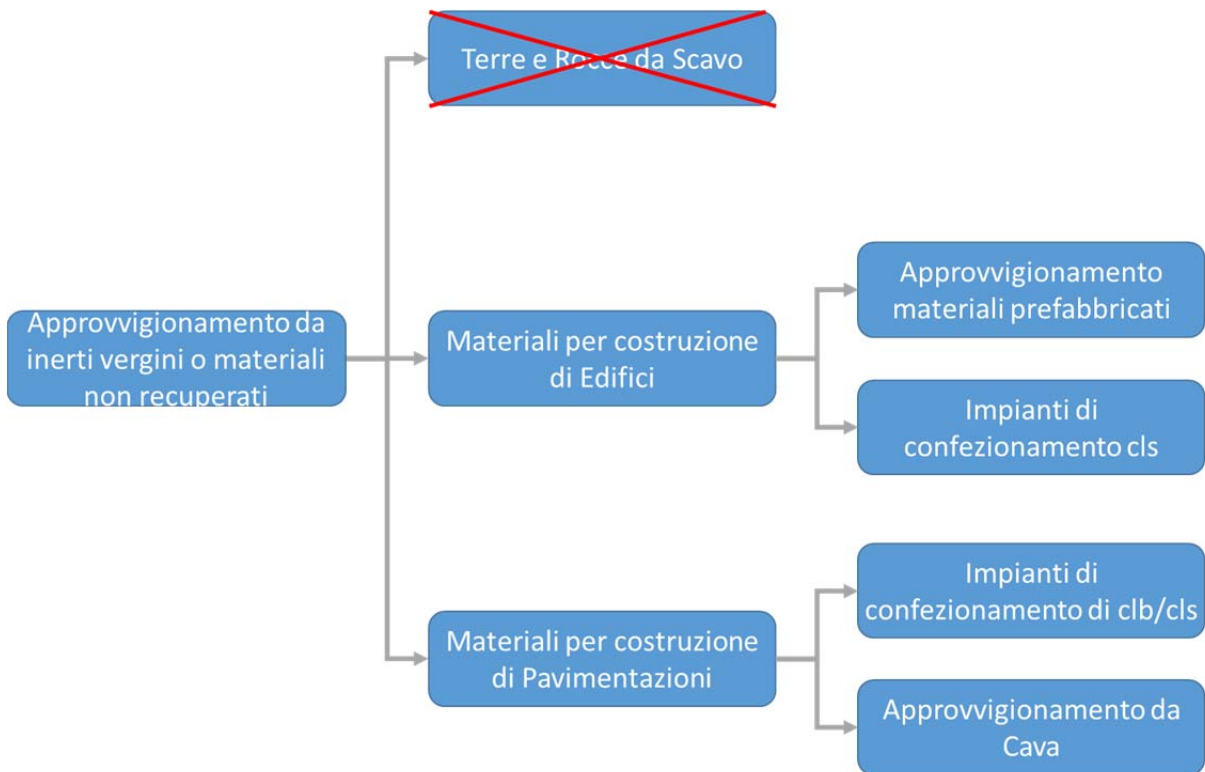 Terre e Rocce da Scavo
Approvvigionamento da
inerti vergini o materiali
non recuperati
Materiali per costruzione
di Edifici
Approvvigionamento
materiali prefabbricati
Impianti di
confezionamento cls
Materiali per costruzione
di Pavimentazioni
Impianti di
confezionamento di clb/cls
Approvvigionamento da
Cava